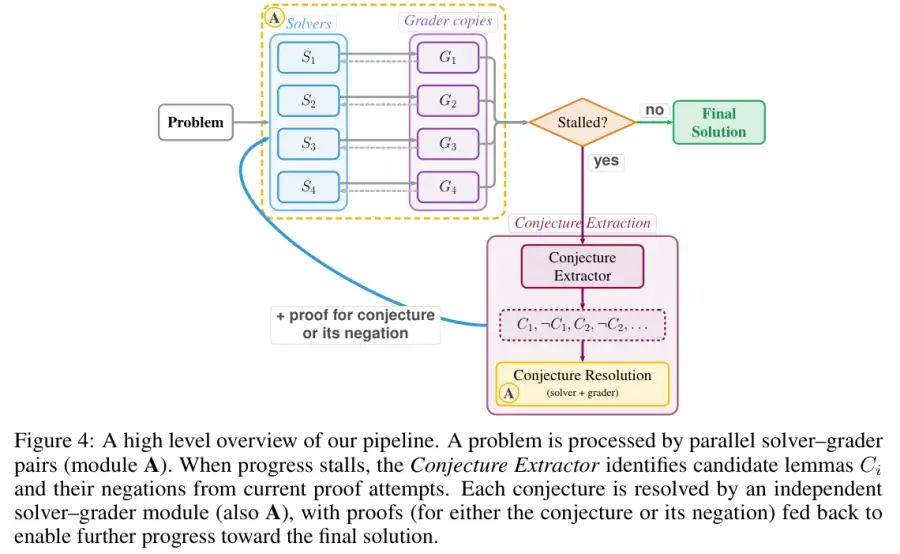 A Solvers
Grader copies
S1
G1
S2
G2
Problem
Stalled?
no
Final
Solution
S3
G3
S4
G4
yes
Conjecture Extraction
Conjecture
Extractor
+ proof for conjecture
or its negation
C1, ¬C1, C2, ¬C2, . . .
Conjecture Resolution
A (solver + grader)
Figure 4: A high level overview of our pipeline. A problem is processed by parallel solver–grader
pairs (module A). When progress stalls, the Conjecture Extractor identifies candidate lemmas Ci
and their negations from current proof attempts. Each conjecture is resolved by an independent
solver–grader module (also A), with proofs (for either the conjecture or its negation) fed back to
enable further progress toward the final solution.